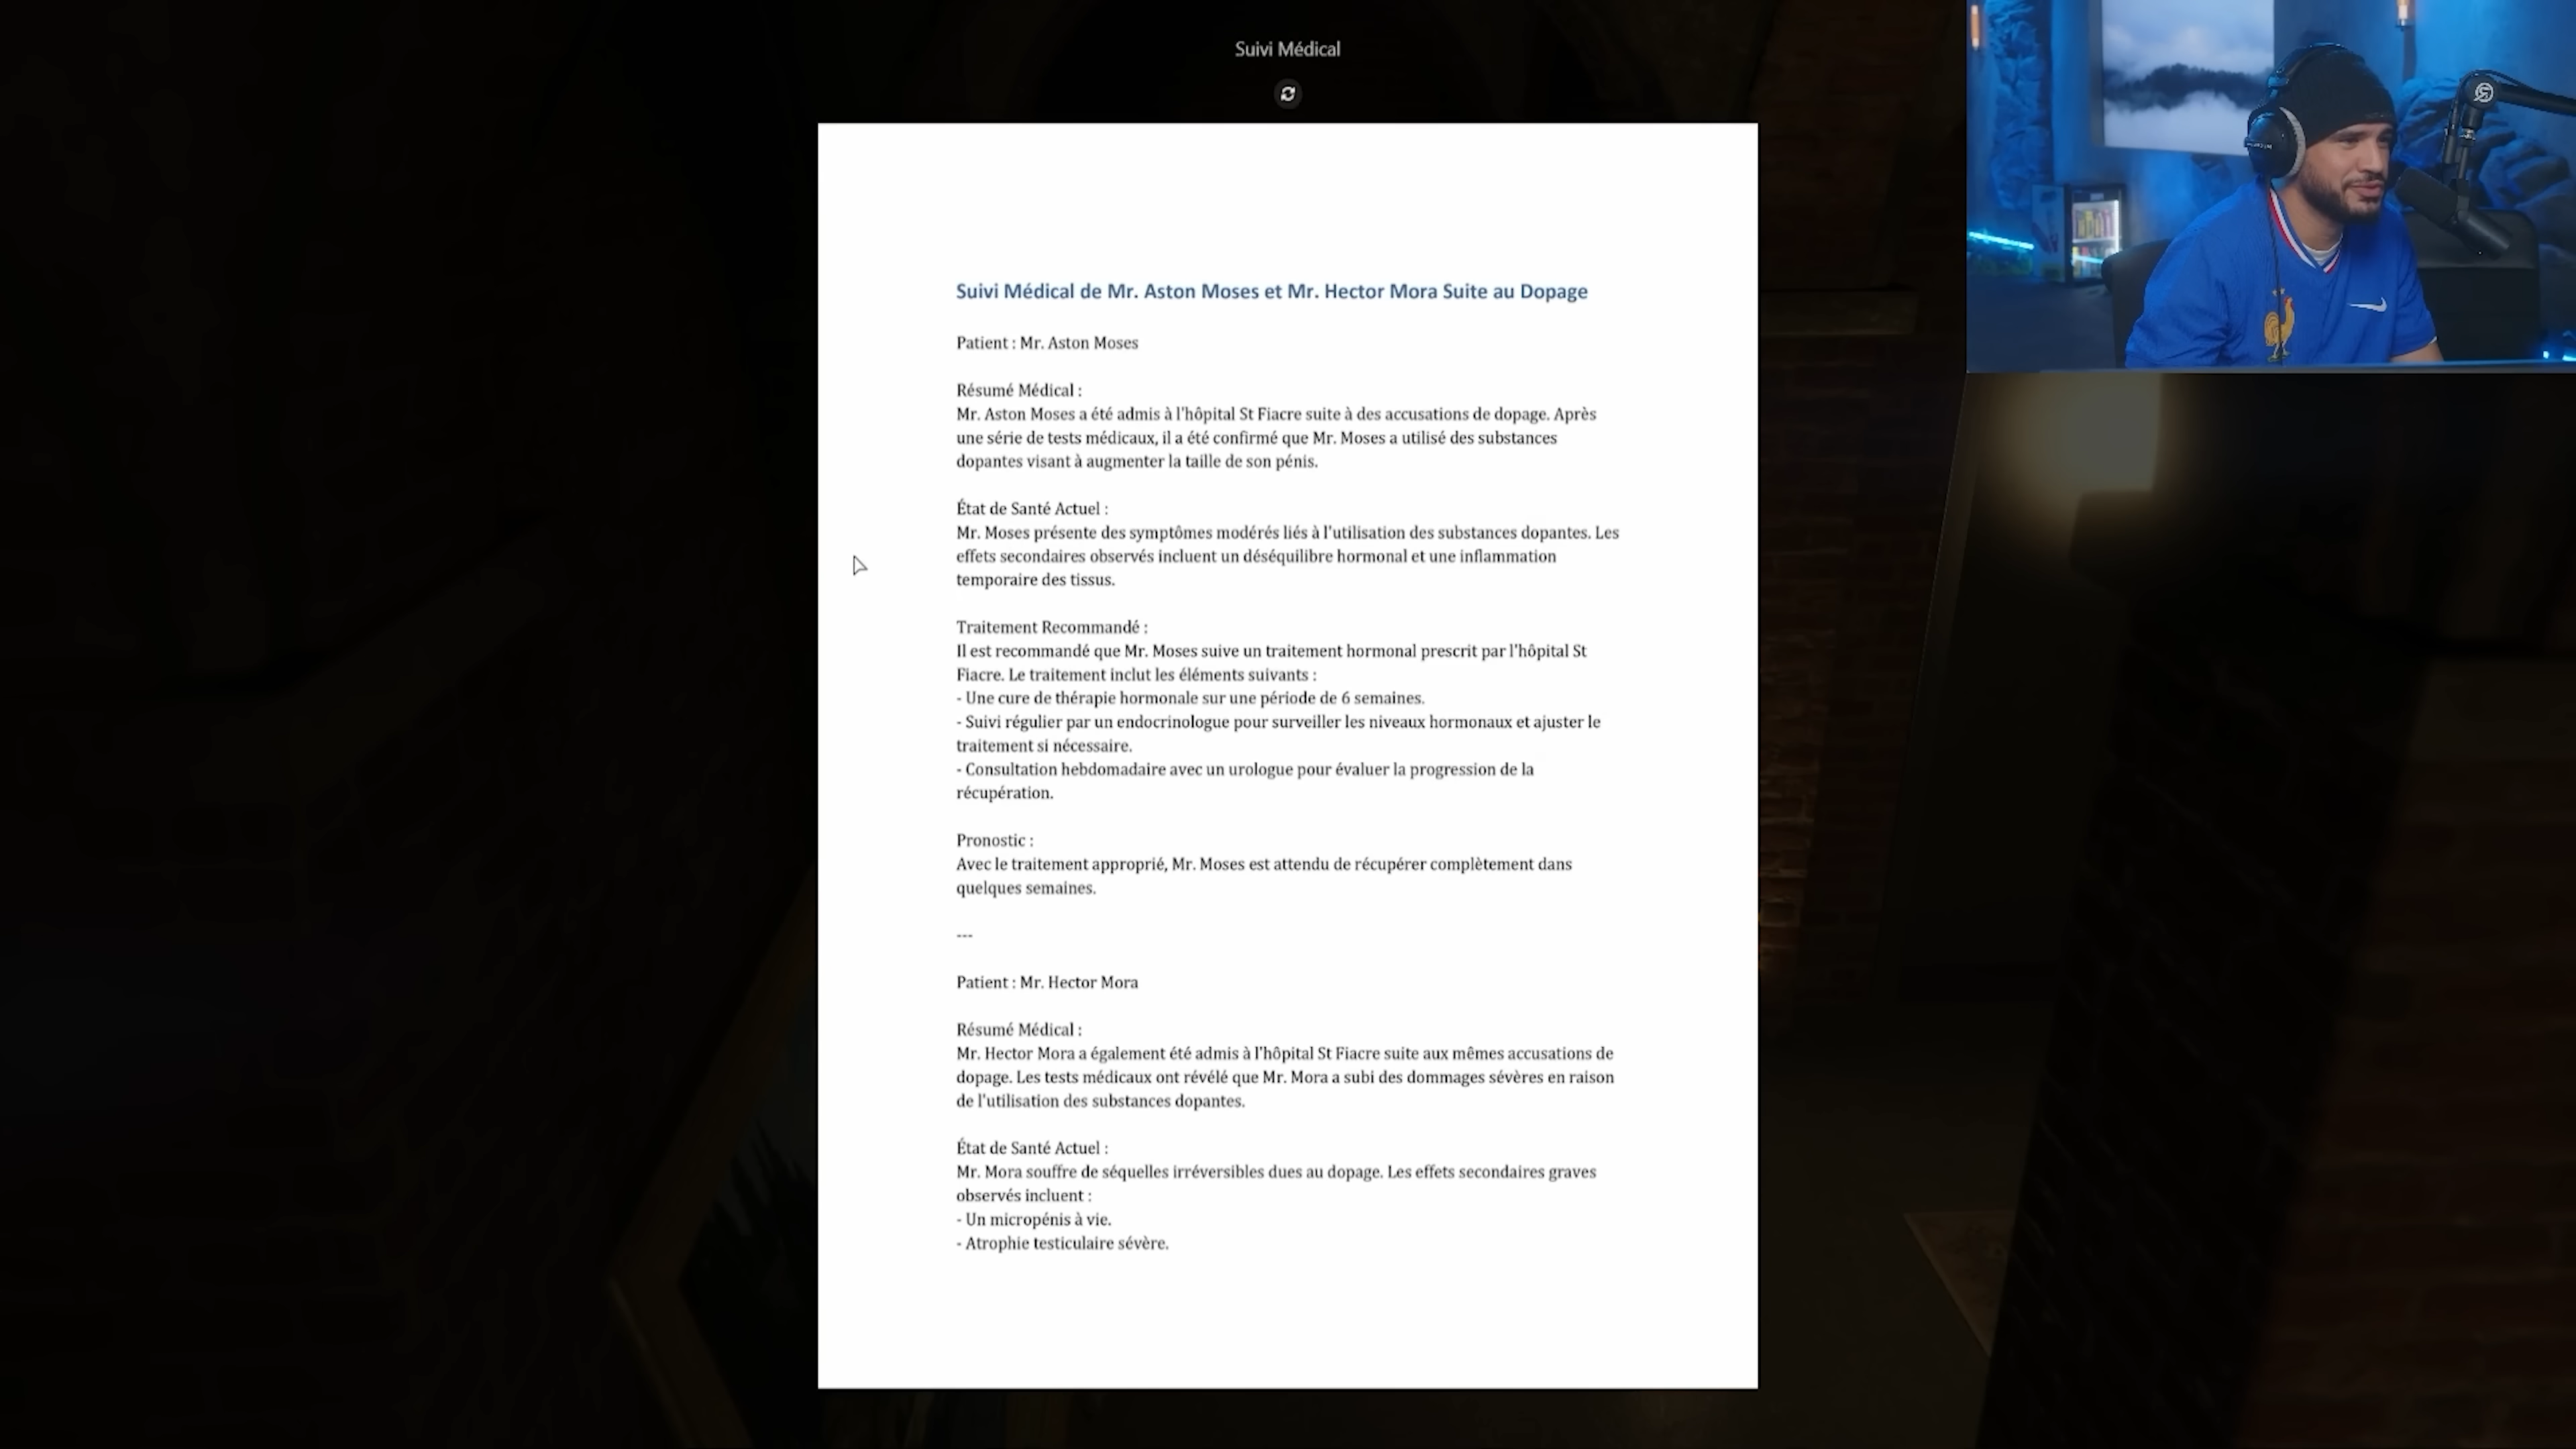 Suivi Médical
Suivi Médical de Mr. Aston Moses et Mr. Hector Mora Suite au Dopage
Patient : Mr. Aston Moses
Résumé Médical :
Mr. Aston Moses a été admis à l'hôpital St Fiacre suite à des accusations de dopage. Après
une série de tests médicaux, il a été confirmé que Mr. Moses a utilisé des substances
dopantes visant à augmenter la taille de son pénis.
État de Santé Actuel :
Mr. Moses présente des symptômes modérés liés à l'utilisation des substances dopantes. Les
effets secondaires observés incluent un déséquilibre hormonal et une inflammation
temporaire des tissus.
Traitement Recommandé :
Il est recommandé que Mr. Moses suive un traitement hormonal prescrit par l'hôpital St
Fiacre. Le traitement inclut les éléments suivants :
- Une cure de thérapie hormonale sur une période de 6 semaines.
- Suivi régulier par un endocrinologue pour surveiller les niveaux hormonaux et ajuster le
traitement si nécessaire.
- Consultation hebdomadaire avec un urologue pour évaluer la progression de la
récupération.
Pronostic :
Avec le traitement approprié, Mr. Moses est attendu de récupérer complètement dans
quelques semaines.
---
Patient : Mr. Hector Mora
Résumé Médical :
Mr. Hector Mora a également été admis à l'hôpital St Fiacre suite aux mêmes accusations de
dopage. Les tests médicaux ont révélé que Mr. Mora a subi des dommages sévères en raison
de l'utilisation des substances dopantes.
État de Santé Actuel :
Mr. Mora souffre de séquelles irréversibles dues au dopage. Les effets secondaires graves
observés incluent :
- Un micropénis à vie.
- Atrophie testiculaire sévère.